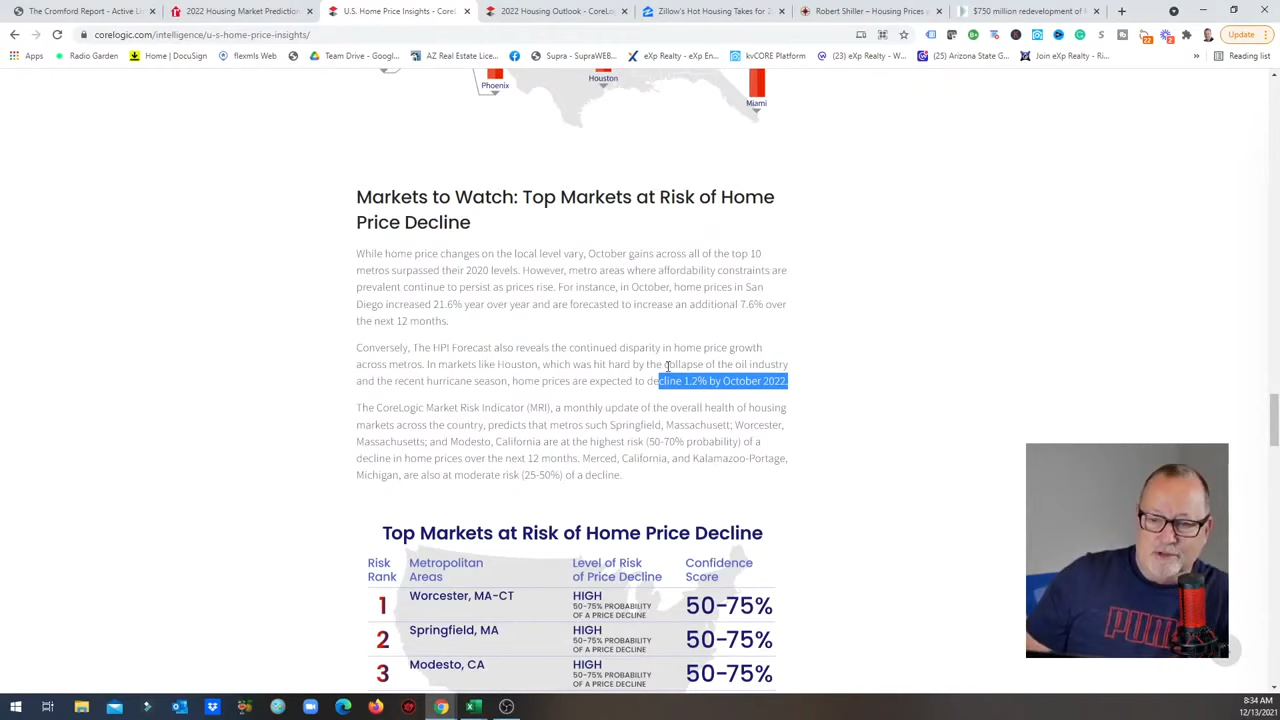 The Cromford Report - Active L
2022 Housing Market Prediction
U.S. Home Price Insights - CoreL
2022 Housing Outlook - CoreLo
Zillow's Hot Housing Takes for 2
Robert Shiller – Housing Prices
$750 million redevelopment of
corelogic.com/intelligence/u-s-home-price-insights/
Update
Apps
Radio Garden
Home | DocuSign
flexmls Web
Team Drive - Googl...
AZ Real Estate Licen...
Supra - SupraWEB...
eXp Realty - eXp En...
kvCORE Platform
(23) eXp Realty - W...
(25) Arizona State G...
Join eXp Realty - Ri...
»
Reading list
Phoenix
Houston
Miami
Markets to Watch: Top Markets at Risk of Home
Price Decline
While home price changes on the local level vary, October gains across all of the top 10
metros surpassed their 2020 levels. However, metro areas where affordability constraints are
prevalent continue to persist as prices rise. For instance, in October, home prices in San
Diego increased 21.6% year over year and are forecasted to increase an additional 7.6% over
the next 12 months.
Conversely, The HPI Forecast also reveals the continued disparity in home price growth
across metros. In markets like Houston, which was hit hard by the collapse of the oil industry
and the recent hurricane season, home prices are expected to decline 1.2% by October 2022.
The CoreLogic Market Risk Indicator (MRI), a monthly update of the overall health of housing
markets across the country, predicts that metros such Springfield, Massachusett; Worcester,
Massachusetts; and Modesto, California are at the highest risk (50-70% probability) of a
decline in home prices over the next 12 months. Merced, California, and Kalamazoo-Portage,
Michigan, are also at moderate risk (25-50%) of a decline.
Top Markets at Risk of Home Price Decline
Risk Rank
Metropolitan Areas
Level of Risk of Price Decline
Confidence Score
1 Worcester, MA-CT HIGH 50-75%
50-75% PROBABILITY
OF A PRICE DECLINE
2 Springfield, MA HIGH 50-75%
50-75% PROBABILITY
OF A PRICE DECLINE
3 Modesto, CA HIGH 50-75%
50-75% PROBABILITY
OF A PRICE DECLINE
PUMA
8:34 AM
12/13/2021